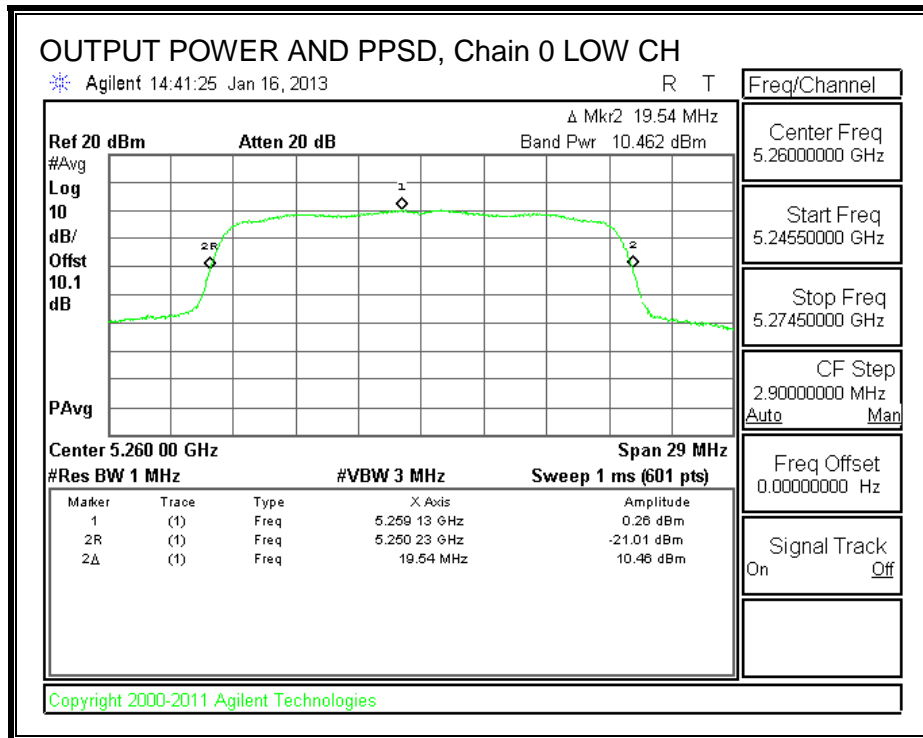 OUTPUT POWER AND PPSD, Chain 0 LOW CH
Agilent 14:41:25 Jan 16, 2013 R T
Δ Mkr2 19.54 MHz
Ref 20 dBm Atten 20 dB Band Pwr 10.462 dBm
#Avg
Log
10
dB/
Offst
10.1
dB
PAvg
1
2R
2
Center 5.260 00 GHz Span 29 MHz
#Res BW 1 MHz #VBW 3 MHz Sweep 1 ms (601 pts)
Marker Trace Type X Axis Amplitude
1 (1) Freq 5.259 13 GHz 0.26 dBm
2R (1) Freq 5.250 23 GHz -21.01 dBm
2Δ (1) Freq 19.54 MHz 10.46 dBm
Freq/Channel
Center Freq
5.26000000 GHz
Start Freq
5.24550000 GHz
Stop Freq
5.27450000 GHz
CF Step
2.90000000 MHz
Auto Man
Freq Offset
0.00000000 Hz
Signal Track
On Off
Copyright 2000-2011 Agilent Technologies